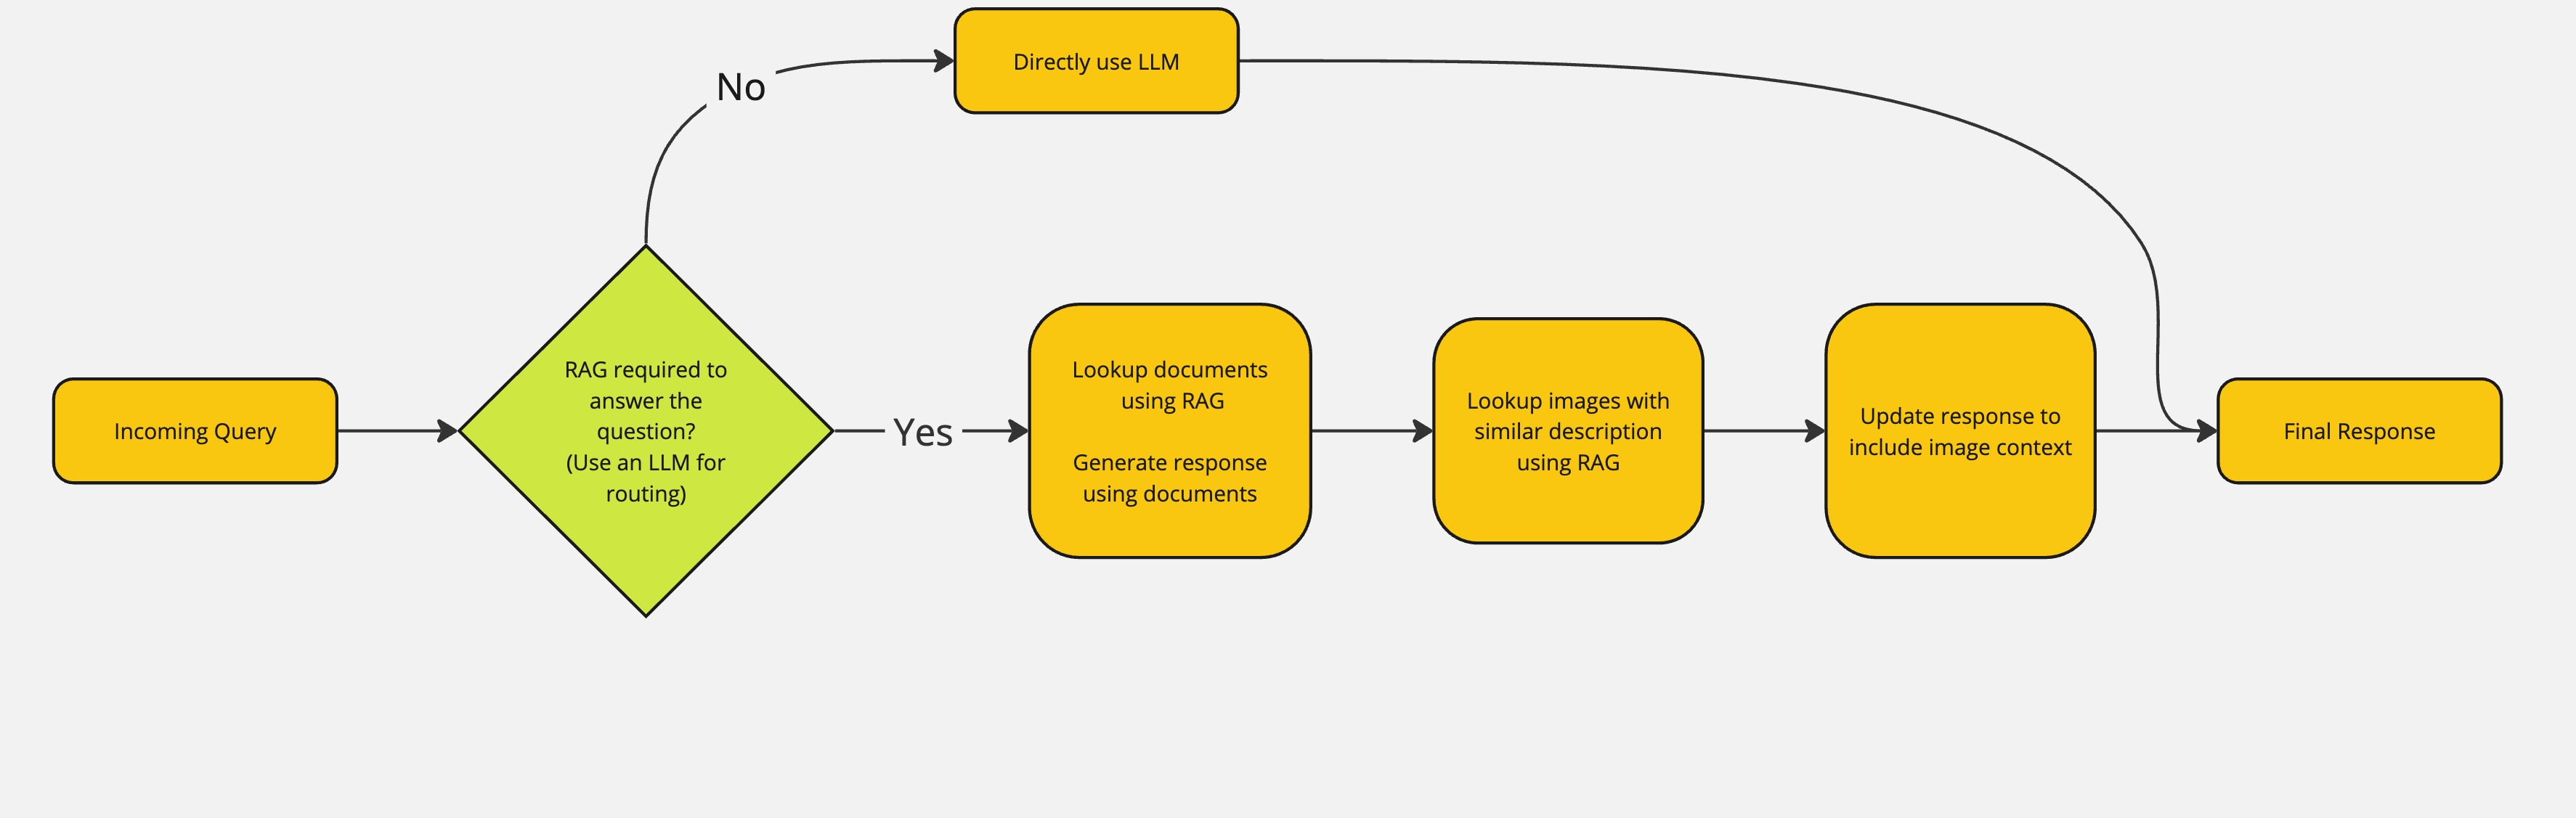 Directly use LLM
No
Incoming Query
RAG required to
answer the
question?
(Use an LLM for
routing)
Yes
Lookup documents
using RAG
Generate response
using documents
Lookup images with
similar description
using RAG
Update response to
include image context
Final Response